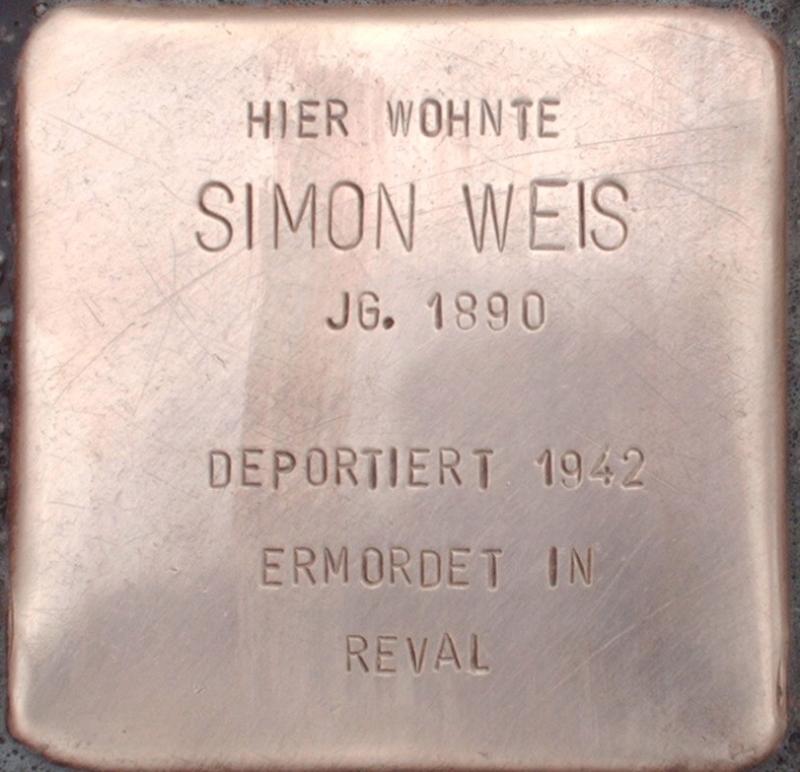 HIER WOHNTE
SIMON WEIS
JG. 1890
DEPORTIERT 1942
ERMORDET IN
REVAL